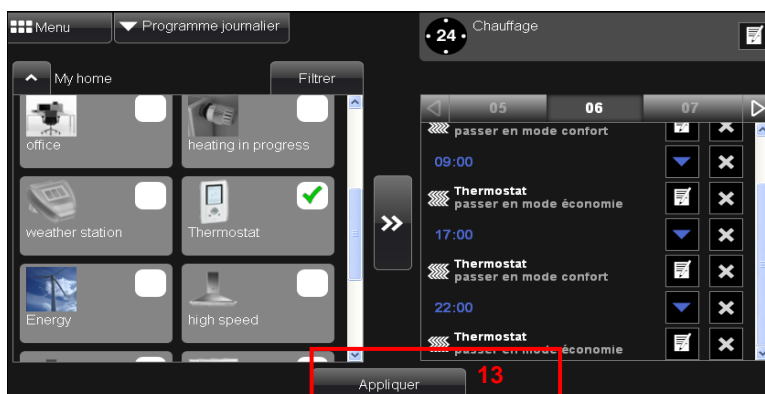 Menu
Programme journalier
24
Chauffage
My home
Filtrer
05 06 07
office
heating in progress
passer en mode confort
09:00
Thermostat
passer en mode économie
weather station
Thermostat
17:00
Thermostat
passer en mode confort
Energy
high speed
22:00
Thermostat
passer en mode économie
Appliquer
13